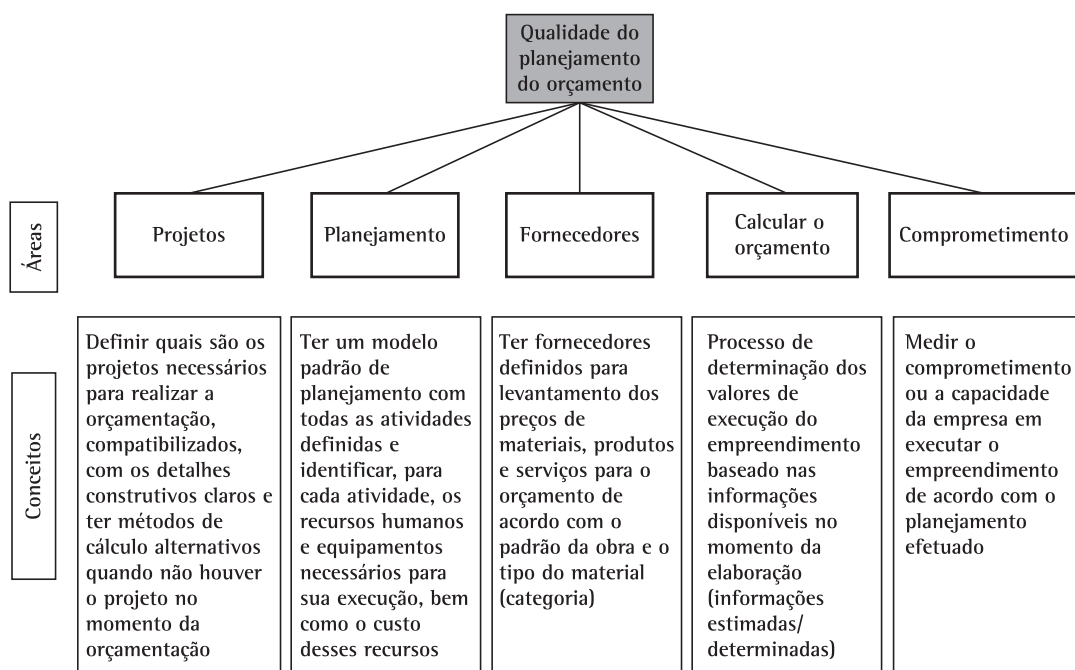 Qualidade do
planejamento
do orçamento
Áreas
Projetos
Planejamento
Fornecedores
Calcular o
orçamento
Comprometimento
Conceitos
Definir quais são os
projetos necessários
para realizar a
orçamentação,
compatibilizados,
com os detalhes
construtivos claros e
ter métodos de
cálculo alternativos
quando não houver
o projeto no
momento da
orçamentação
Ter um modelo
padrão de
planejamento com
todas as atividades
definidas e
identificar, para
cada atividade, os
recursos humanos
e equipamentos
necessários para
sua execução, bem
como o custo
desses recursos
Ter fornecedores
definidos para
levantamento dos
preços de
materiais, produtos
e serviços para o
orçamento de
acordo com o
padrão da obra e o
tipo do material
(categoria)
Processo de
determinação dos
valores de
execução do
empreendimento
baseado nas
informações
disponíveis no
momento da
elaboração
(informações
estimadas/
determinadas)
Medir o
comprometimento
ou a capacidade
da empresa em
executar o
empreendimento
de acordo com o
planejamento
efetuado